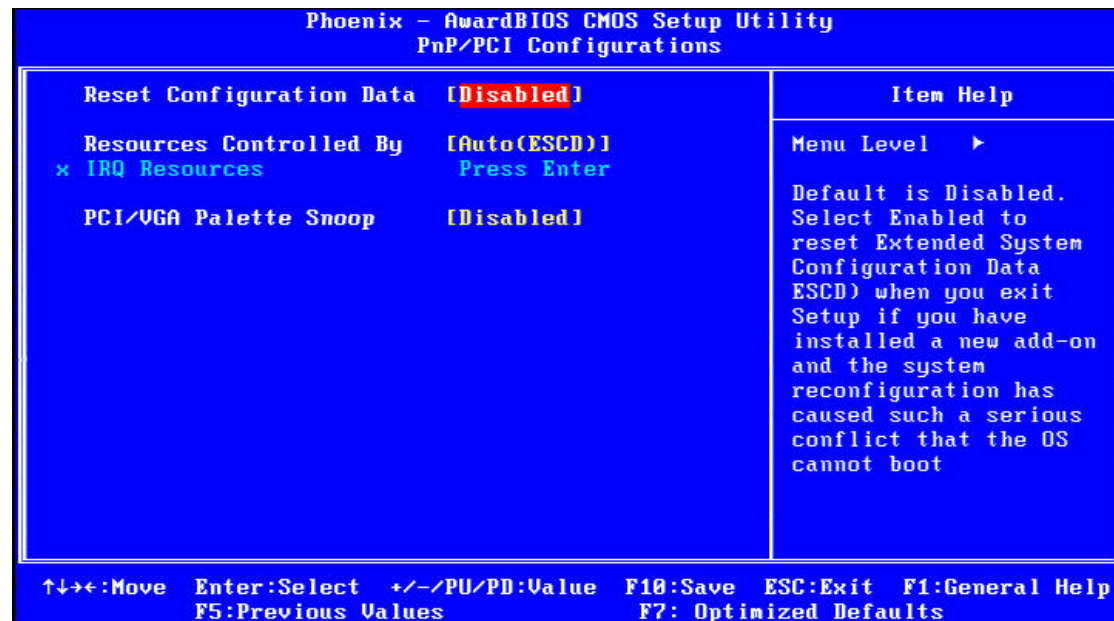 Phoenix - AwardBIOS CMOS Setup Utility
PnP/PCI Configurations
Reset Configuration Data [Disabled]
Resources Controlled By [Auto(ESCD)]
x IRQ Resources Press Enter
PCI/VGA Palette Snoop [Disabled]
Item Help
Menu Level ►
Default is Disabled.
Select Enabled to
reset Extended System
Configuration Data
ESCD) when you exit
Setup if you have
installed a new add-on
and the system
reconfiguration has
caused such a serious
conflict that the OS
cannot boot
↑↓→←:Move Enter:Select +/-/PU/PD:Value F10:Save ESC:Exit F1:General Help
F5:Previous Values F7: Optimized Defaults